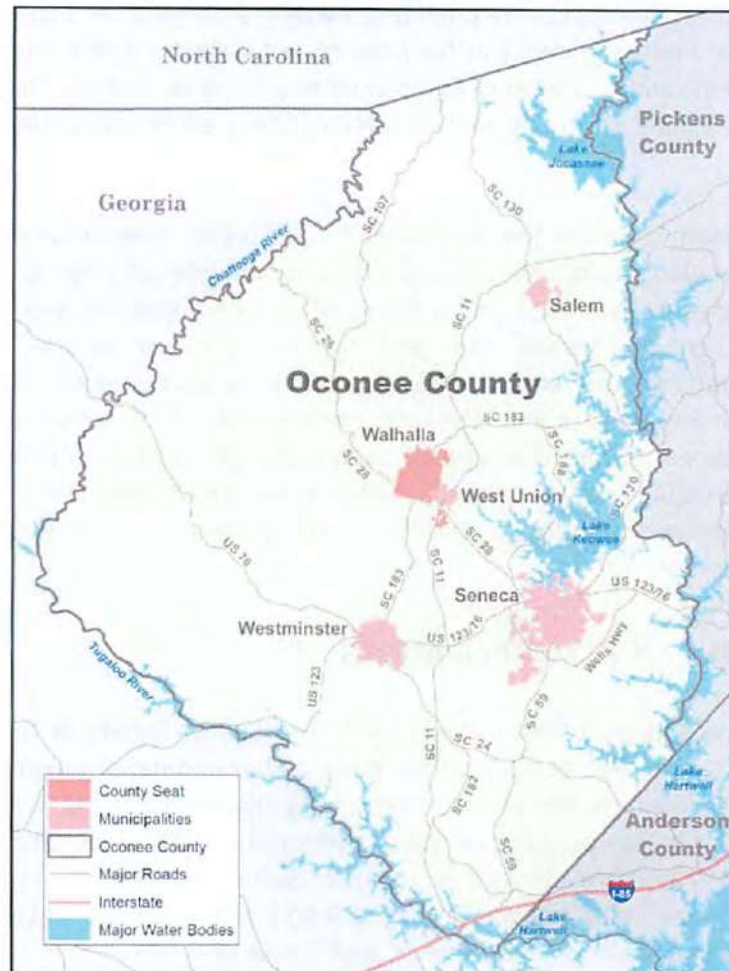 North Carolina
Pickens
County
Lake
Jocassee
Georgia
Chattooga River
SC 107
SC 130
SC 11
Salem
SC 28
Oconee County
SC 183
Walhalla
SC 188
SC 28
West Union
SC 130
Lake
Keowee
SC 28
US 76
SC 183
SC 11
Seneca
US 123/76
Westminster
US 123/76
Wells Hwy
Tugaloo River
US 123
SC 59
SC 11
SC 24
SC 182
Lake
Hartwell
Anderson
County
SC 59
I-85
Lake
Hartwell
County Seat
Municipalities
Oconee County
Major Roads
Interstate
Major Water Bodies